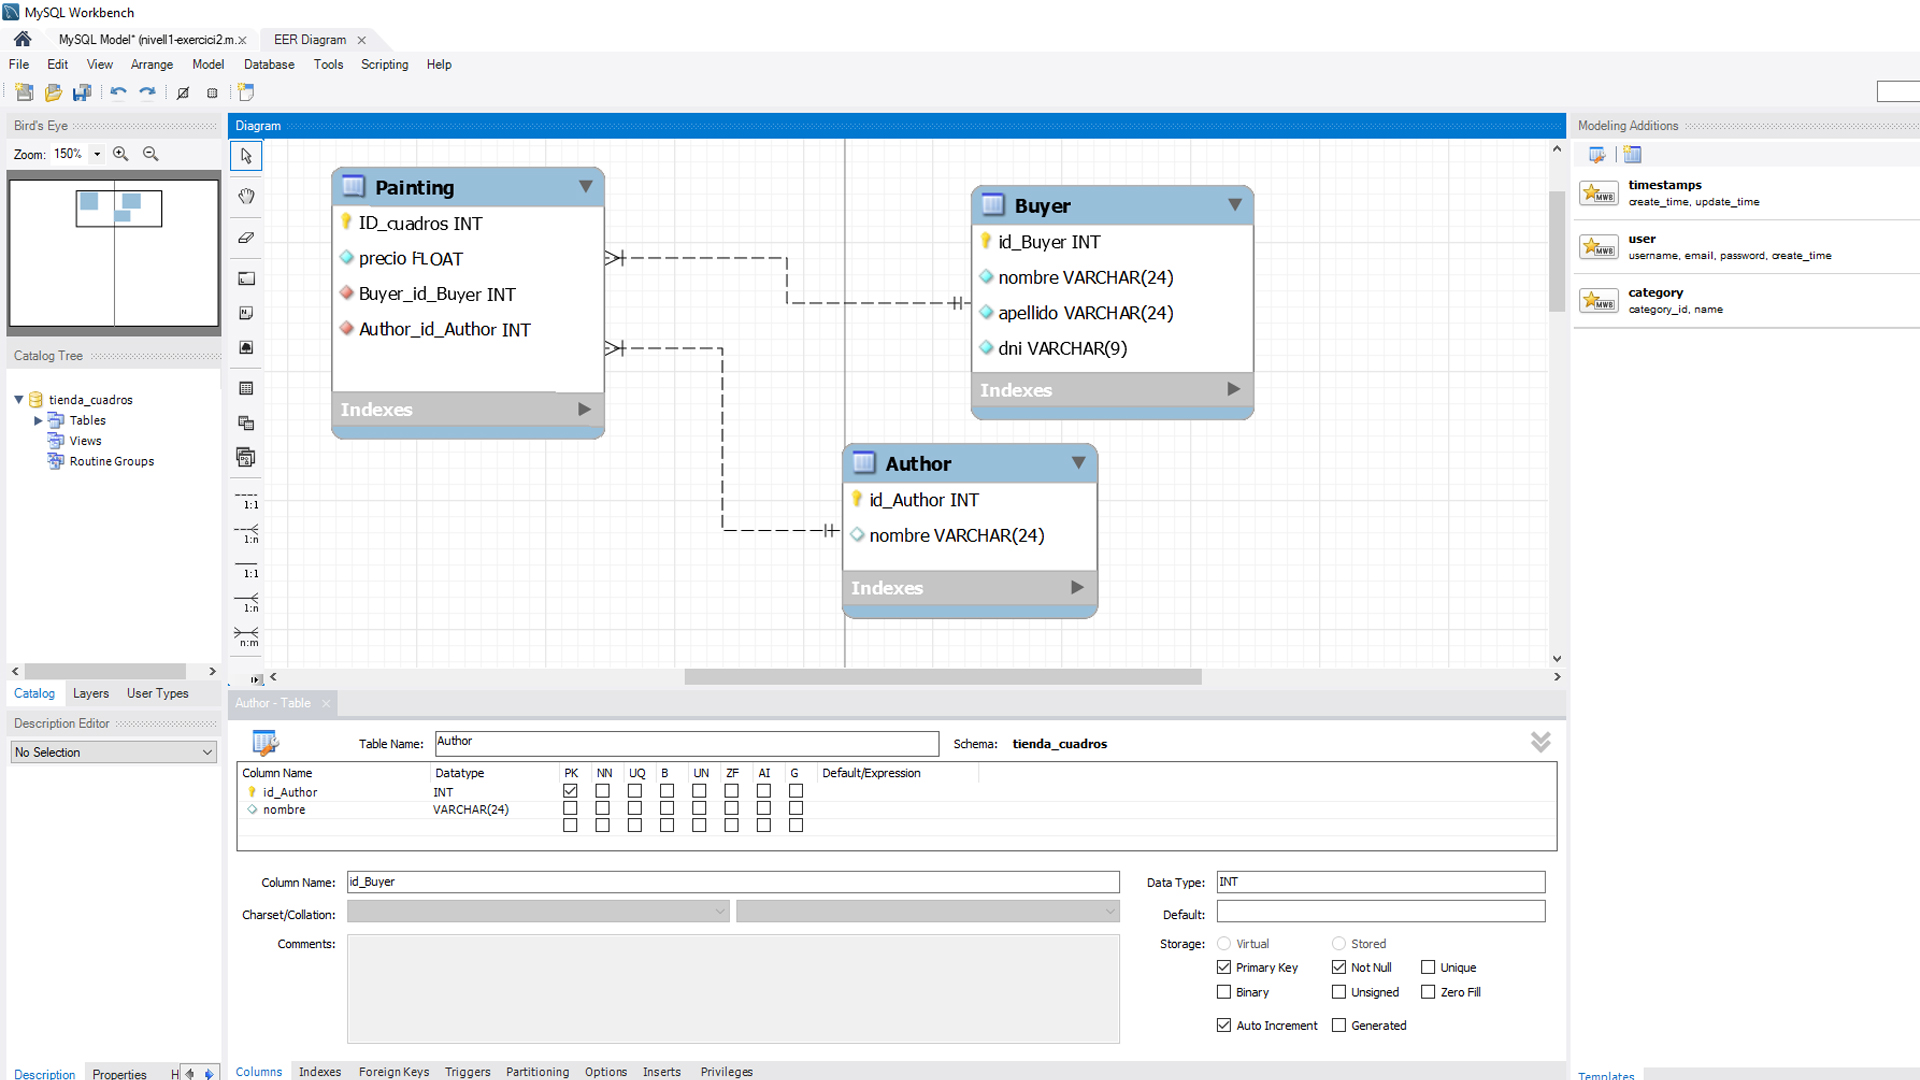 MySQL Workbench
MySQL Model* (nivell1-exercici2.m... EER Diagram
File Edit View Arrange Model Database Tools Scripting Help
Bird's Eye
Zoom: 150%
Catalog Tree
tienda_cuadros
Tables
Views
Routine Groups
Catalog Layers User Types
Description Editor
No Selection
Description Properties H
Diagram
1:1
1:n
1:1
1:n
n:m
Painting
ID_cuadros INT
precio FLOAT
Buyer_id_Buyer INT
Author_id_Author INT
Indexes
Buyer
id_Buyer INT
nombre VARCHAR(24)
apellido VARCHAR(24)
dni VARCHAR(9)
Indexes
Author
id_Author INT
nombre VARCHAR(24)
Indexes
Author - Table
Table Name: Author Schema: tienda_cuadros
Column Name Datatype PK NN UQ B UN ZF AI G Default/Expression
id_Author INT
nombre VARCHAR(24)
Column Name: id_Buyer Data Type: INT
Charset/Collation: Default:
Comments: Storage: Virtual Stored
Primary Key Not Null Unique
Binary Unsigned Zero Fill
Auto Increment Generated
Columns Indexes Foreign Keys Triggers Partitioning Options Inserts Privileges
Modeling Additions
MWB
timestamps
create_time, update_time
MWB
user
username, email, password, create_time
MWB
category
category_id, name
Templates